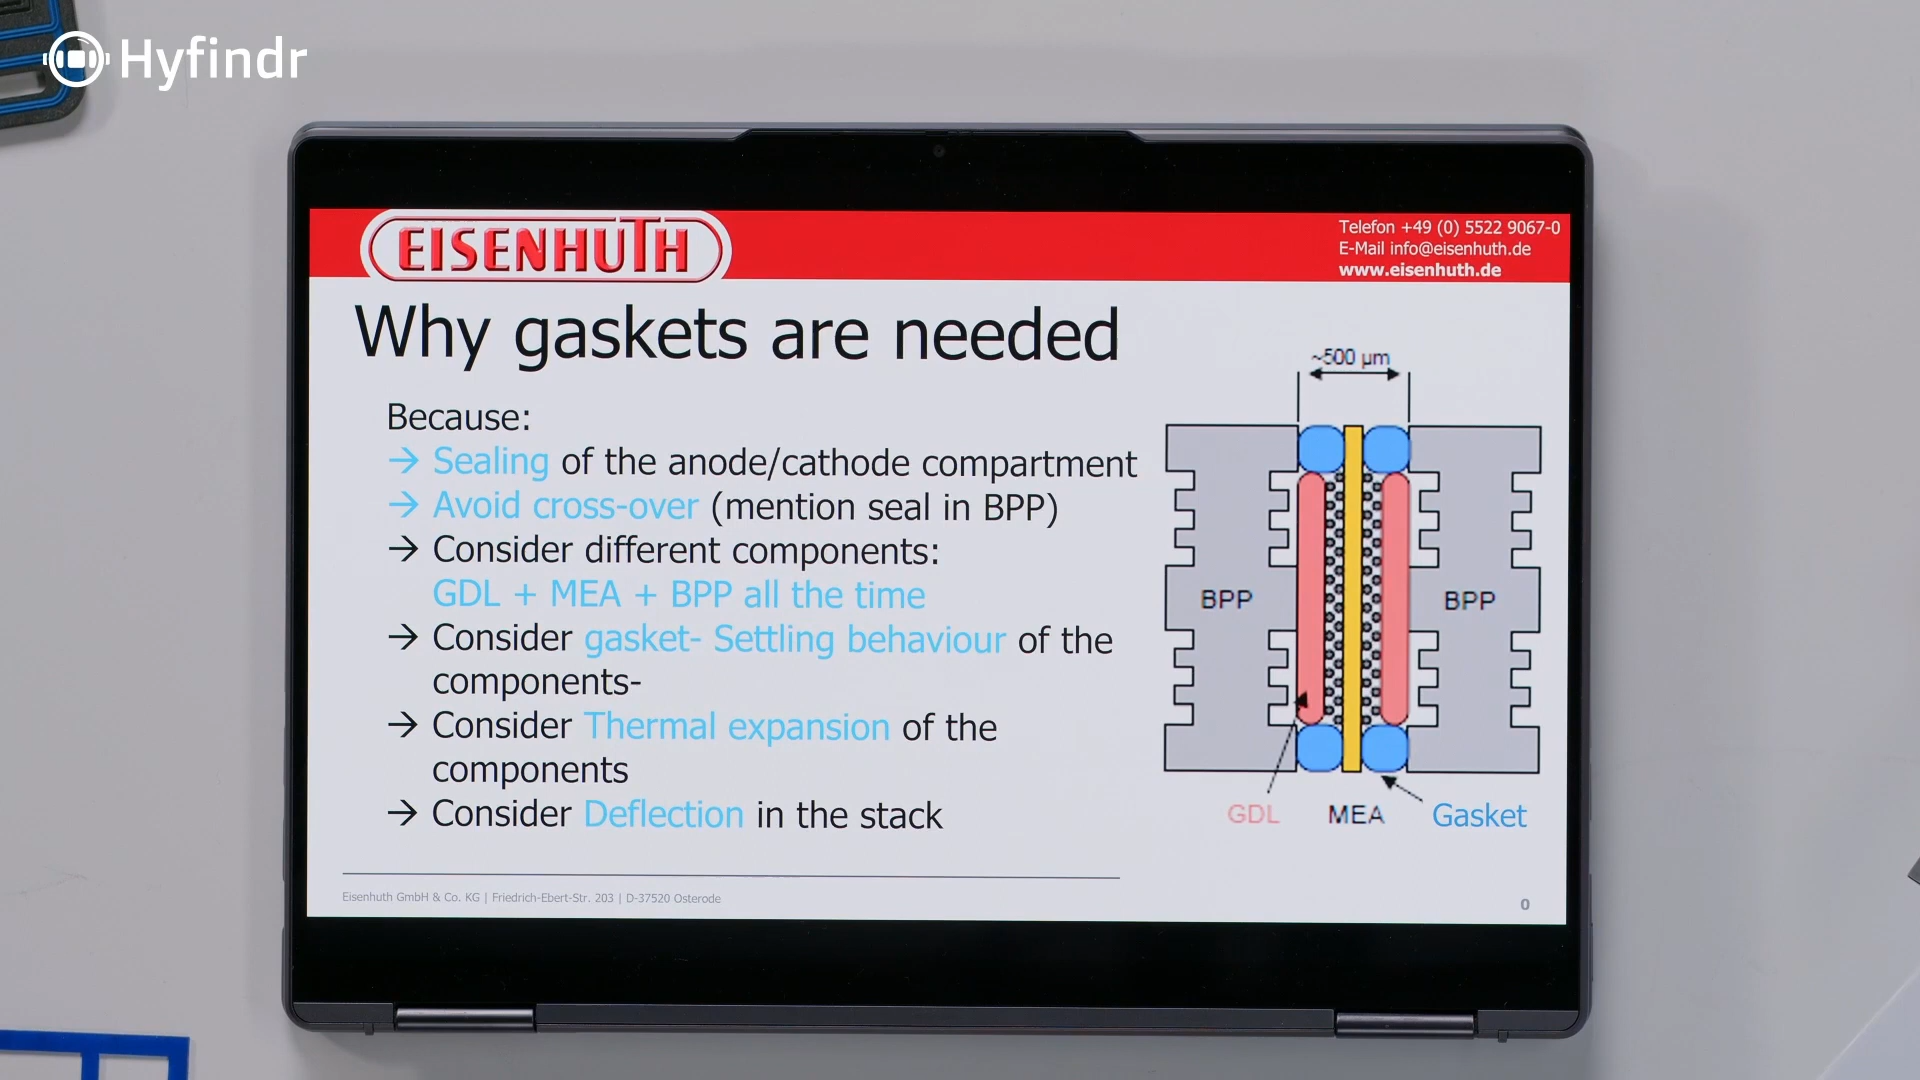 Hyfindr
EISENHUTH
Telefon +49 (0) 5522 9067-0
E-Mail info@eisenhuth.de
www.eisenhuth.de
Why gaskets are needed
Because:
→ Sealing of the anode/cathode compartment
→ Avoid cross-over (mention seal in BPP)
→ Consider different components:
GDL + MEA + BPP all the time
→ Consider gasket- Settling behaviour of the
components-
→ Consider Thermal expansion of the
components
→ Consider Deflection in the stack
~500 µm
BPP
BPP
GDL
MEA
Gasket
Eisenhuth GmbH & Co. KG | Friedrich-Ebert-Str. 203 | D-37520 Osterode
0